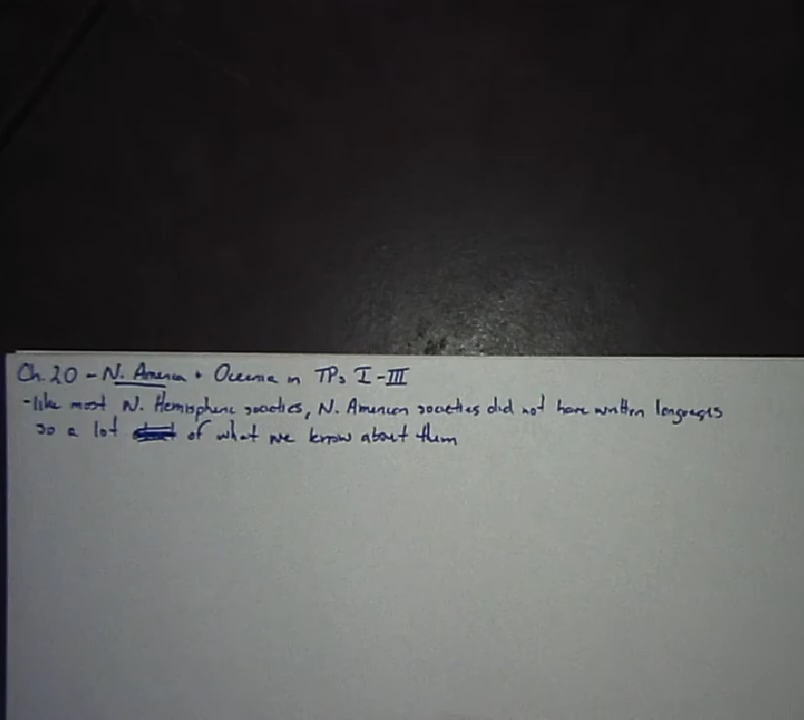 Ch. 20 - N. America + Oceania in TPs I-III
-like most N. Hemispheric societies, N. American societies did not have written languages
so a lot of what we know about them